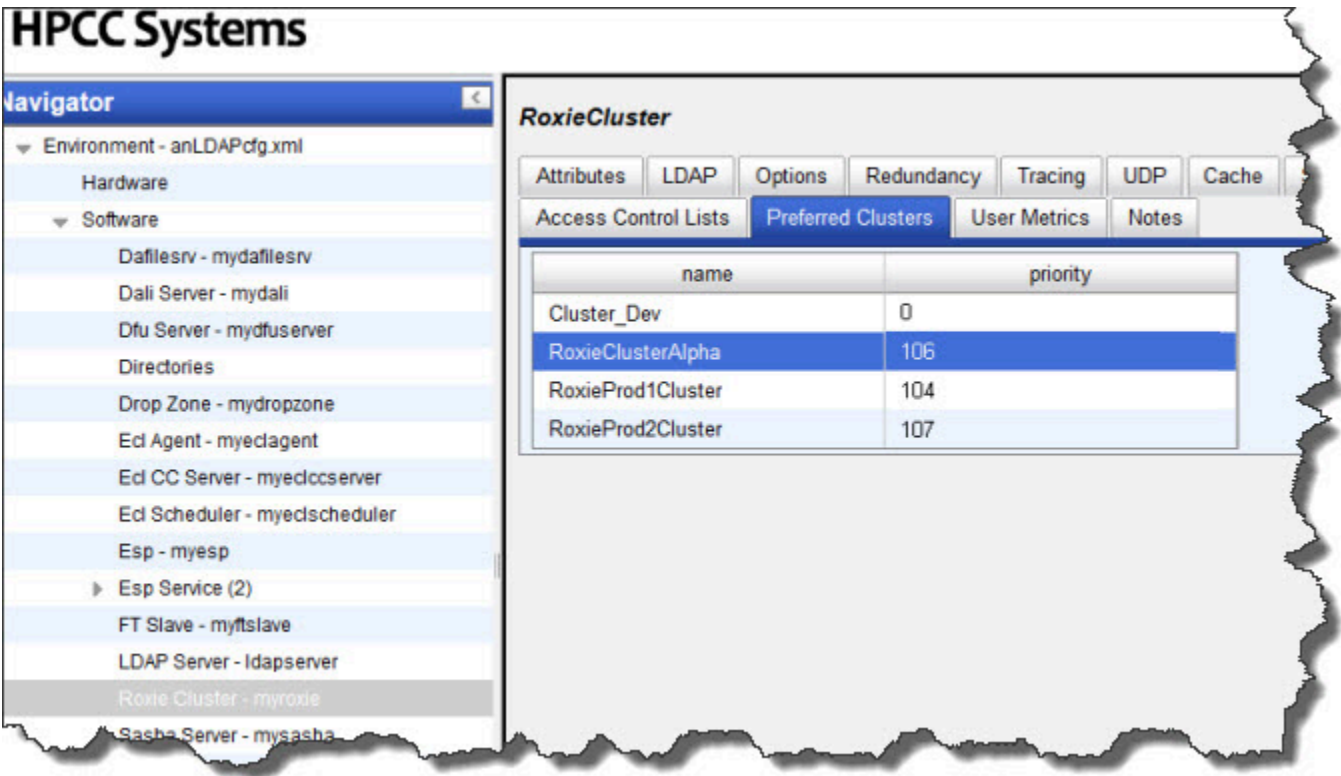 HPCC Systems
Navigator
Environment - anLDAPcfg.xml
Hardware
Software
Dafilesrv - mydafilesrv
Dali Server - mydali
Dfu Server - mydfuserver
Directories
Drop Zone - mydropzone
Ecl Agent - myeclagent
Ecl CC Server - myeclccserver
Ecl Scheduler - myeclscheduler
Esp - myesp
Esp Service (2)
FT Slave - myftslave
LDAP Server - ldapserver
Roxie Cluster - myroxie
Sasha Server - mysasha
RoxieCluster
Attributes LDAP Options Redundancy Tracing UDP Cache
Access Control Lists Preferred Clusters User Metrics Notes
name priority
Cluster_Dev 0
RoxieClusterAlpha 106
RoxieProd1Cluster 104
RoxieProd2Cluster 107